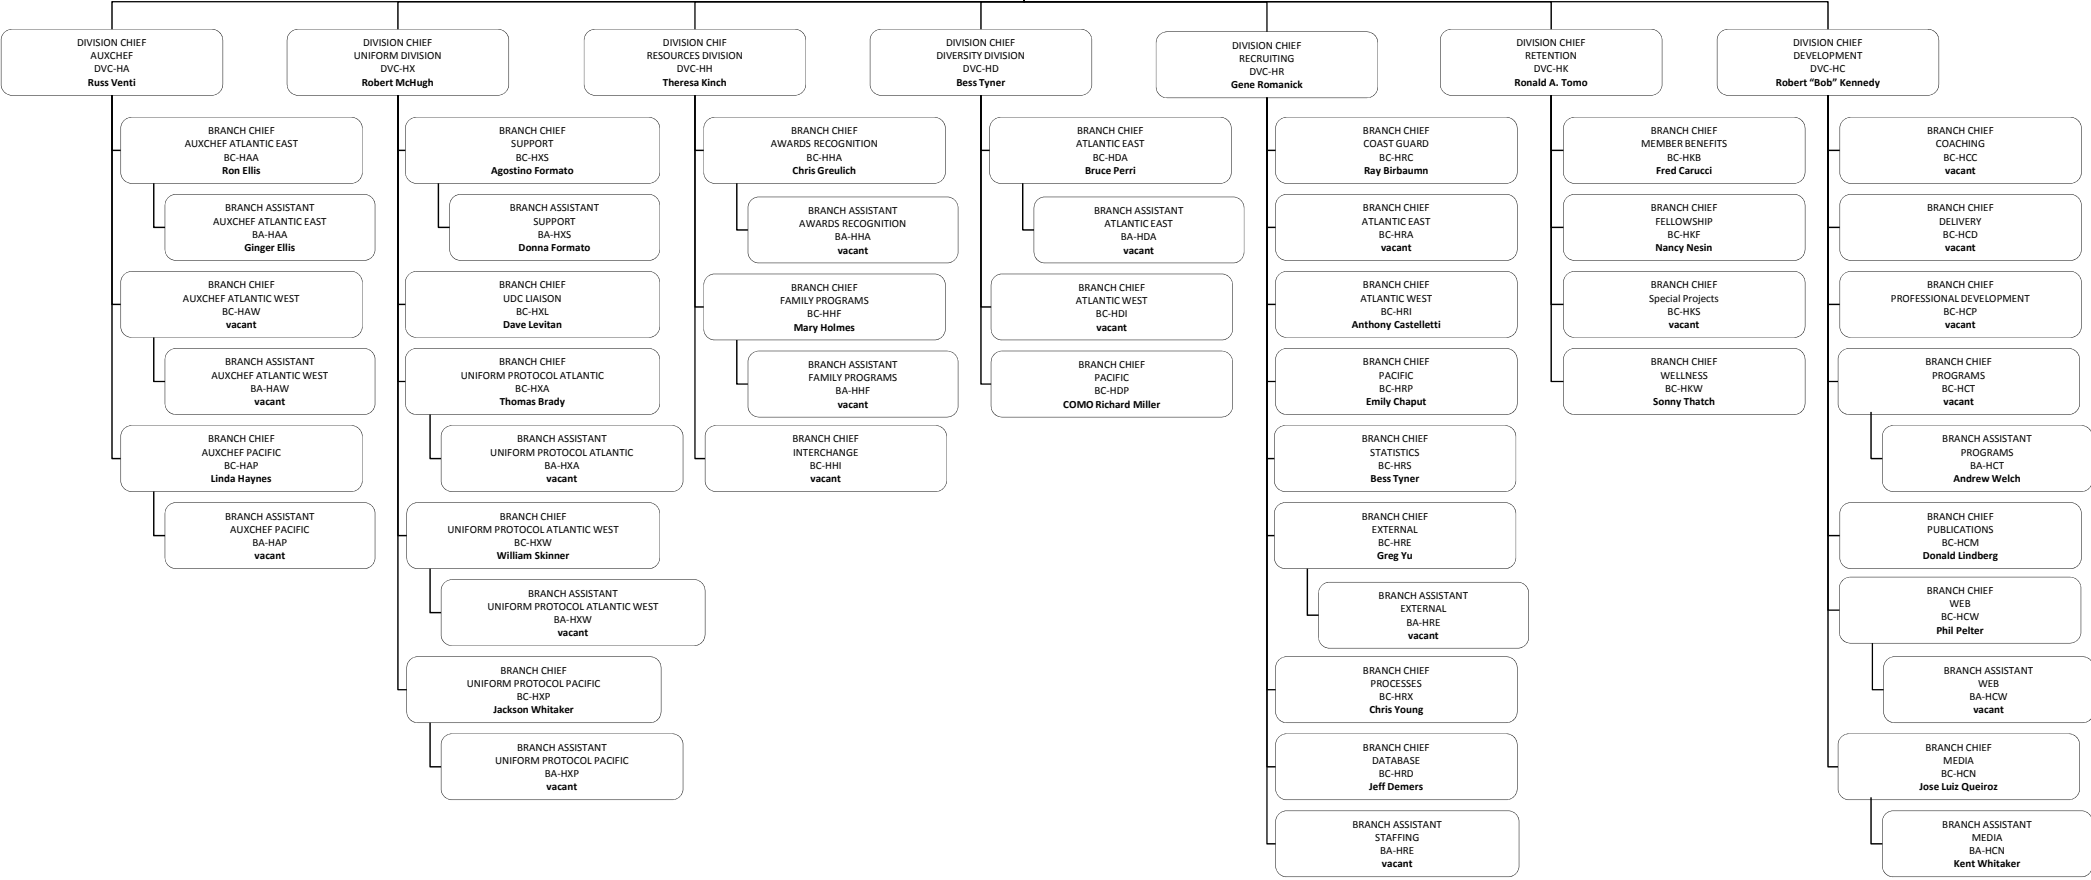 DIVISION CHIEF
AUXCHEF
DVC-HA
Russ Venti
BRANCH CHIEF
AUXCHEF ATLANTIC EAST
BC-HAA
Ron Ellis
BRANCH ASSISTANT
AUXCHEF ATLANTIC EAST
BA-HAA
Ginger Ellis
BRANCH CHIEF
AUXCHEF ATLANTIC WEST
BC-HAW
vacant
BRANCH ASSISTANT
AUXCHEF ATLANTIC WEST
BA-HAW
vacant
BRANCH CHIEF
AUXCHEF PACIFIC
BC-HAP
Linda Haynes
BRANCH ASSISTANT
AUXCHEF PACIFIC
BA-HAP
vacant
DIVISION CHIEF
UNIFORM DIVISION
DVC-HX
Robert McHugh
BRANCH CHIEF
SUPPORT
BC-HXS
Agostino Formato
BRANCH ASSISTANT
SUPPORT
BA-HXS
Donna Formato
BRANCH CHIEF
UDC LIAISON
BC-HXL
Dave Levitan
BRANCH CHIEF
UNIFORM PROTOCOL ATLANTIC
BC-HXA
Thomas Brady
BRANCH ASSISTANT
UNIFORM PROTOCOL ATLANTIC
BA-HXA
vacant
BRANCH CHIEF
UNIFORM PROTOCOL ATLANTIC WEST
BC-HXW
William Skinner
BRANCH ASSISTANT
UNIFORM PROTOCOL ATLANTIC WEST
BA-HXW
vacant
BRANCH CHIEF
UNIFORM PROTOCOL PACIFIC
BC-HXP
Jackson Whitaker
BRANCH ASSISTANT
UNIFORM PROTOCOL PACIFIC
BA-HXP
vacant
DIVISION CHIF
RESOURCES DIVISION
DVC-HH
Theresa Kinch
BRANCH CHIEF
AWARDS RECOGNITION
BC-HHA
Chris Greulich
BRANCH ASSISTANT
AWARDS RECOGNITION
BA-HHA
vacant
BRANCH CHIEF
FAMILY PROGRAMS
BC-HHF
Mary Holmes
BRANCH ASSISTANT
FAMILY PROGRAMS
BA-HHF
vacant
BRANCH CHIEF
INTERCHANGE
BC-HHI
vacant
DIVISION CHIEF
DIVERSITY DIVISION
DVC-HD
Bess Tyner
BRANCH CHIEF
ATLANTIC EAST
BC-HDA
Bruce Perri
BRANCH ASSISTANT
ATLANTIC EAST
BA-HDA
vacant
BRANCH CHIEF
ATLANTIC WEST
BC-HDI
vacant
BRANCH CHIEF
PACIFIC
BC-HDP
COMO Richard Miller
DIVISION CHIEF
RECRUITING
DVC-HR
Gene Romanick
BRANCH CHIEF
COAST GUARD
BC-HRC
Ray Birbaumn
BRANCH CHIEF
ATLANTIC EAST
BC-HRA
vacant
BRANCH CHIEF
ATLANTIC WEST
BC-HRI
Anthony Castelletti
BRANCH CHIEF
PACIFIC
BC-HRP
Emily Chaput
BRANCH CHIEF
STATISTICS
BC-HRS
Bess Tyner
BRANCH CHIEF
EXTERNAL
BC-HRE
Greg Yu
BRANCH ASSISTANT
EXTERNAL
BA-HRE
vacant
BRANCH CHIEF
PROCESSES
BC-HRX
Chris Young
BRANCH CHIEF
DATABASE
BC-HRD
Jeff Demers
BRANCH ASSISTANT
STAFFING
BA-HRE
vacant
DIVISION CHIEF
RETENTION
DVC-HK
Ronald A. Tomo
BRANCH CHIEF
MEMBER BENEFITS
BC-HKB
Fred Carucci
BRANCH CHIEF
FELLOWSHIP
BC-HKF
Nancy Nesin
BRANCH CHIEF
Special Projects
BC-HKS
vacant
BRANCH CHIEF
WELLNESS
BC-HKW
Sonny Thatch
DIVISION CHIEF
DEVELOPMENT
DVC-HC
Robert “Bob” Kennedy
BRANCH CHIEF
COACHING
BC-HCC
vacant
BRANCH CHIEF
DELIVERY
BC-HCD
vacant
BRANCH CHIEF
PROFESSIONAL DEVELOPMENT
BC-HCP
vacant
BRANCH CHIEF
PROGRAMS
BC-HCT
vacant
BRANCH ASSISTANT
PROGRAMS
BA-HCT
Andrew Welch
BRANCH CHIEF
PUBLICATIONS
BC-HCM
Donald Lindberg
BRANCH CHIEF
WEB
BC-HCW
Phil Pelter
BRANCH ASSISTANT
WEB
BA-HCW
vacant
BRANCH CHIEF
MEDIA
BC-HCN
Jose Luiz Queiroz
BRANCH ASSISTANT
MEDIA
BA-HCN
Kent Whitaker